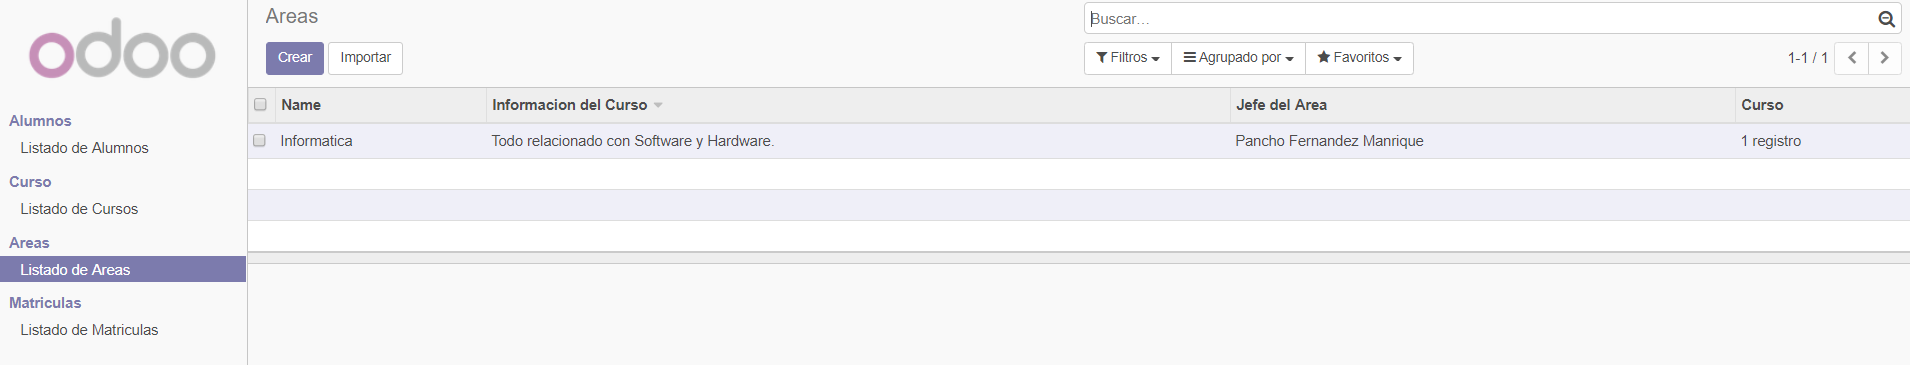 odoo
Alumnos
Listado de Alumnos
Curso
Listado de Cursos
Areas
Listado de Areas
Matriculas
Listado de Matriculas
Areas
Buscar...
Crear Importar
Filtros Agrupado por Favoritos 1-1 / 1
Name Informacion del Curso Jefe del Area Curso
Informatica Todo relacionado con Software y Hardware. Pancho Fernandez Manrique 1 registro